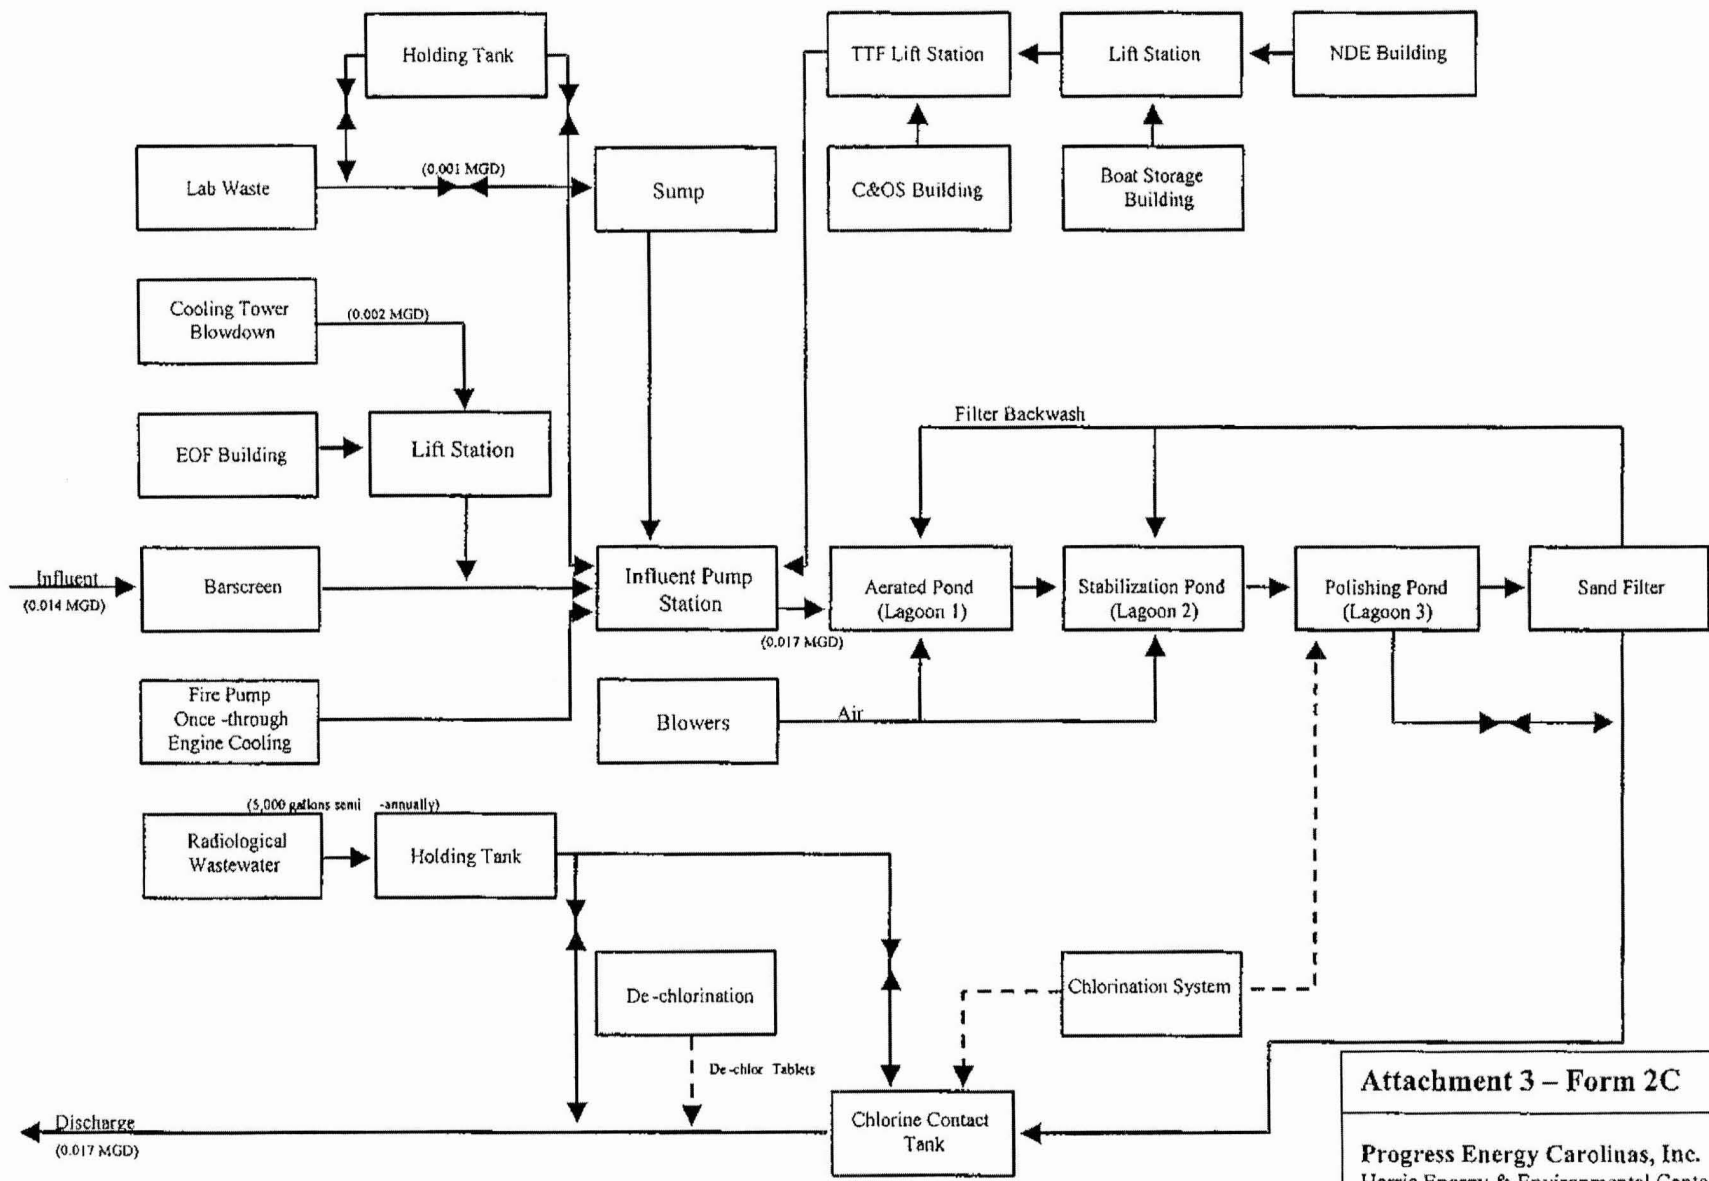 Holding Tank
TTF Lift Station
Lift Station
NDE Building
Lab Waste
(0.001 MGD)
Sump
C&OS Building
Boat Storage
Building
Cooling Tower
Blowdown
(0.002 MGD)
EOF Building
Lift Station
Filter Backwash
Influent
(0.014 MGD)
Barscreen
Influent Pump
Station
(0.017 MGD)
Aerated Pond
(Lagoon 1)
Stabilization Pond
(Lagoon 2)
Polishing Pond
(Lagoon 3)
Sand Filter
Fire Pump
Once -through
Engine Cooling
Blowers
Air
(5,000 gallons semi -annually)
Radiological
Wastewater
Holding Tank
De -chlorination
Chlorination System
De -chlor Tablets
Chlorine Contact
Tank
Discharge
(0.017 MGD)
Attachment 3 – Form 2C
Progress Energy Carolinas, Inc.
Harris Energy & Environmental Cente